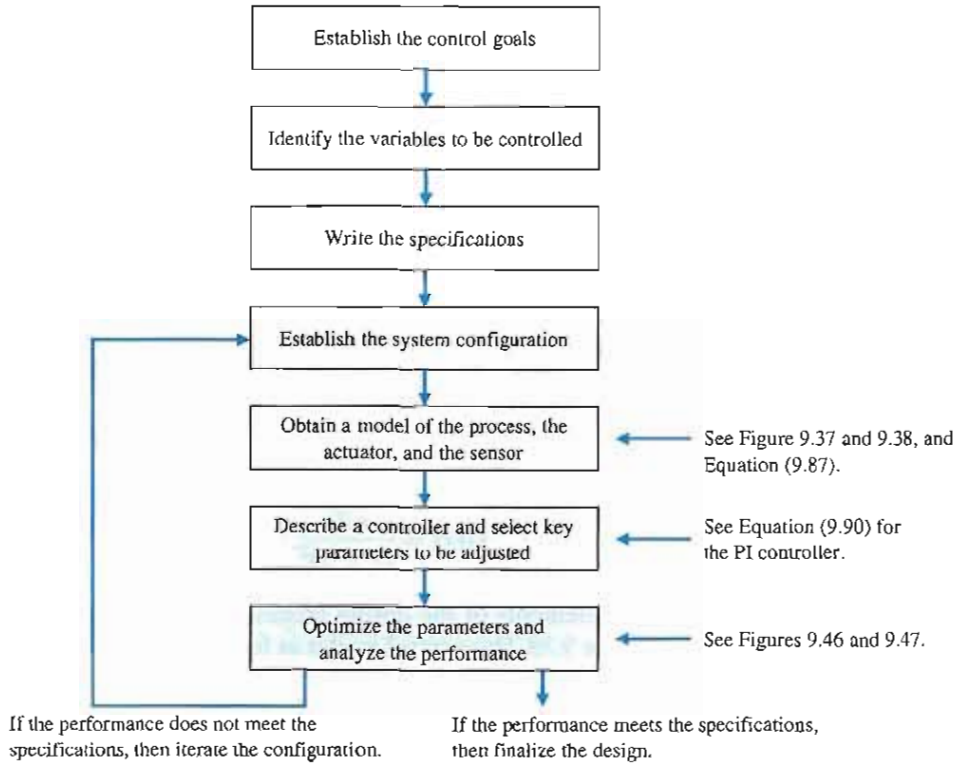 Establish the control goals
Identify the variables to be controlled
Write the specifications
Establish the system configuration
Obtain a model of the process, the
actuator, and the sensor
See Figure 9.37 and 9.38, and
Equation (9.87).
Describe a controller and select key
parameters to be adjusted
See Equation (9.90) for
the PI controller.
Optimize the parameters and
analyze the performance
See Figures 9.46 and 9.47.
If the performance does not meet the
specifications, then iterate the configuration.
If the performance meets the specifications,
then finalize the design.